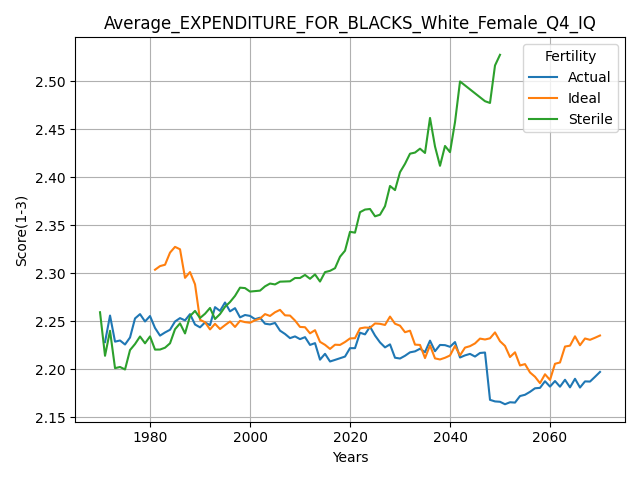 Average_EXPENDITURE_FOR_BLACKS_White_Female_Q4_IQ
Score(1-3)
2.50
2.45
2.40
2.35
2.30
2.25
2.20
2.15
Fertility
Actual
Ideal
Sterile
1980 2000 2020 2040 2060
Years